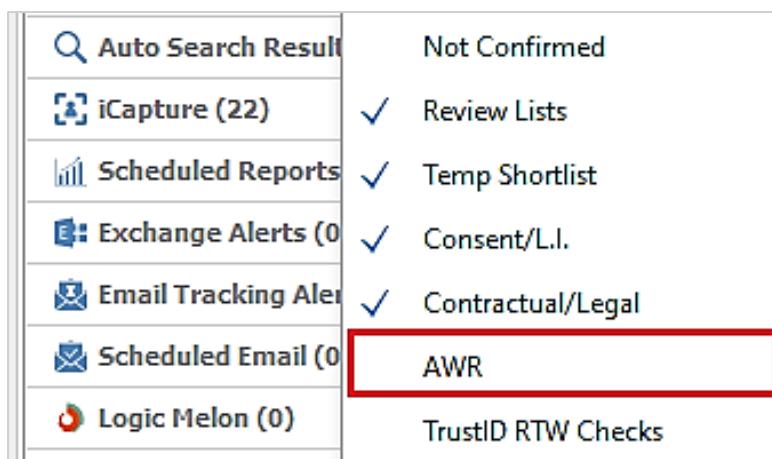 Auto Search Result
iCapture (22)
Scheduled Reports
Exchange Alerts (0
Email Tracking Aler
Scheduled Email (0
Logic Melon (0)
Not Confirmed
Review Lists
Temp Shortlist
Consent/L.I.
Contractual/Legal
AWR
TrustID RTW Checks